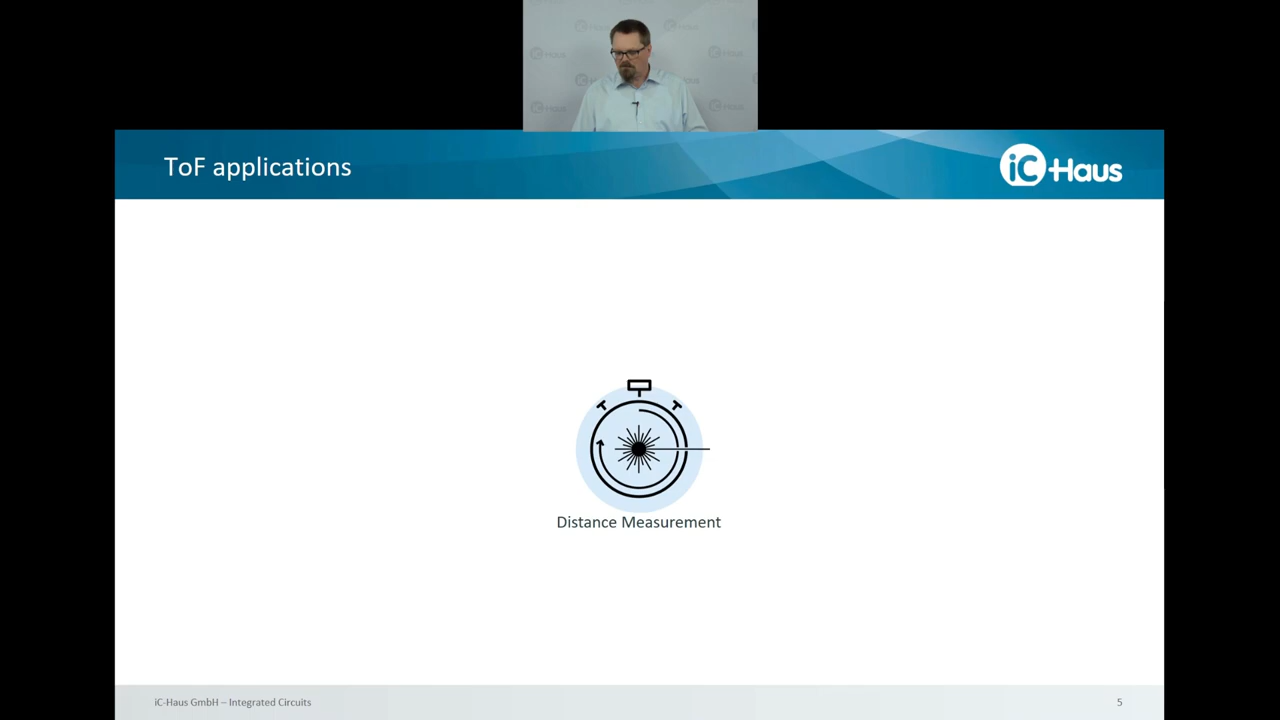 ToF applications
iC Haus
Distance Measurement
iC-Haus GmbH – Integrated Circuits
5